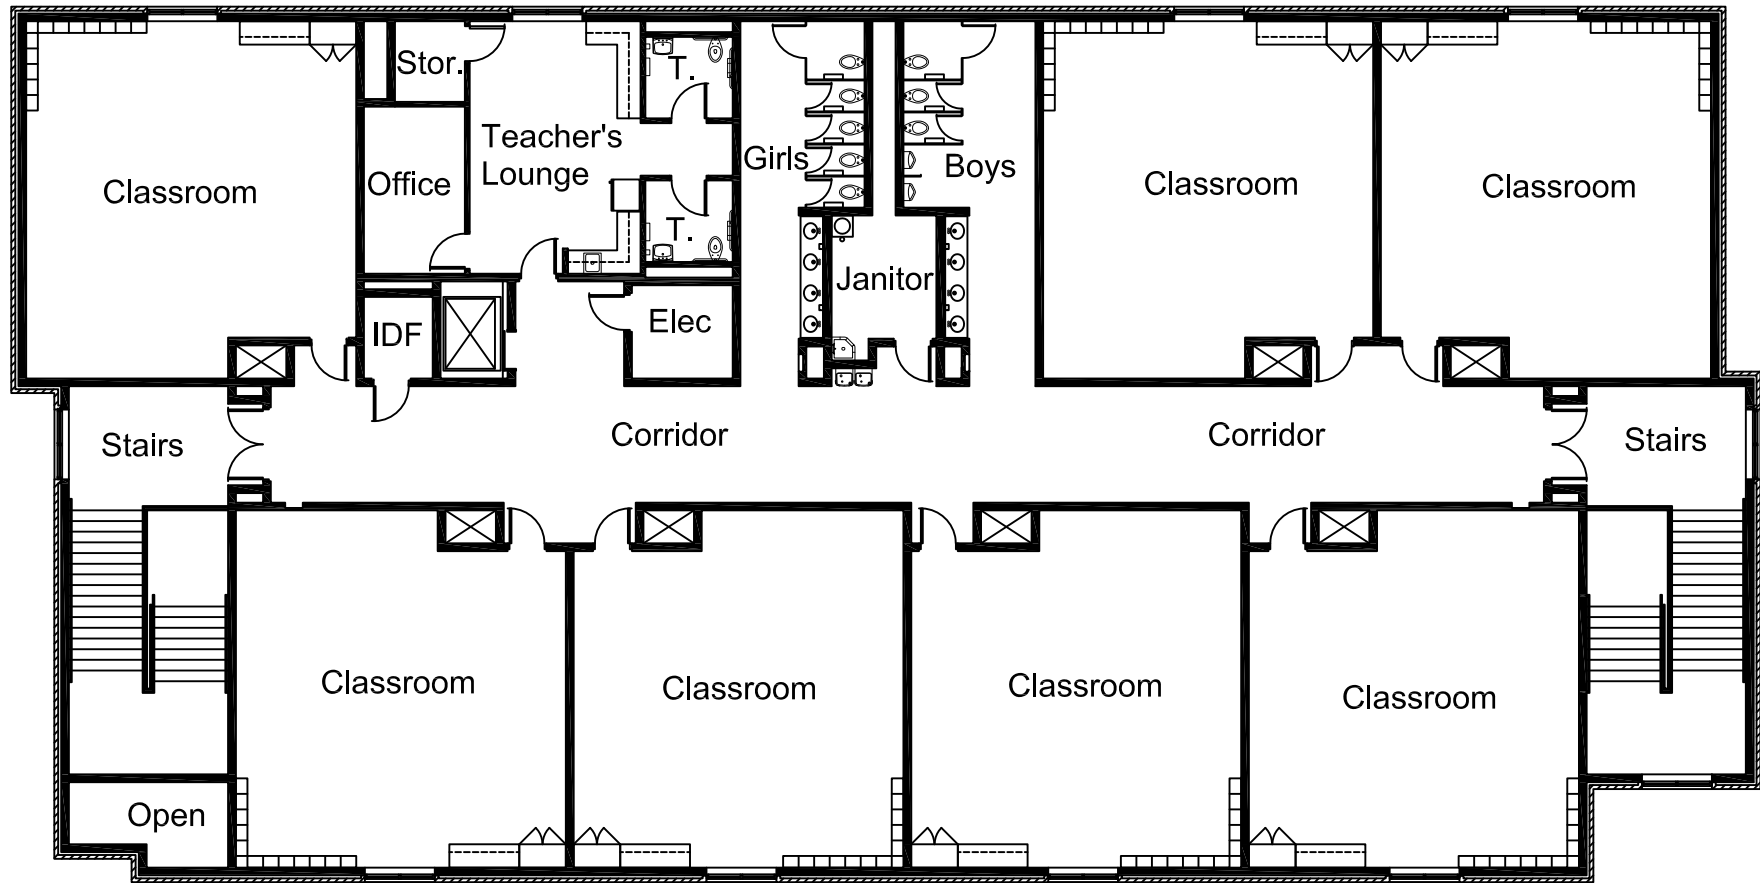 Stor.
T.
Teacher's
Lounge
Girls
Boys
Classroom
Office
Classroom
Classroom
T.
Janitor
IDF
Elec
Stairs
Corridor
Corridor
Stairs
Classroom
Classroom
Classroom
Classroom
Open